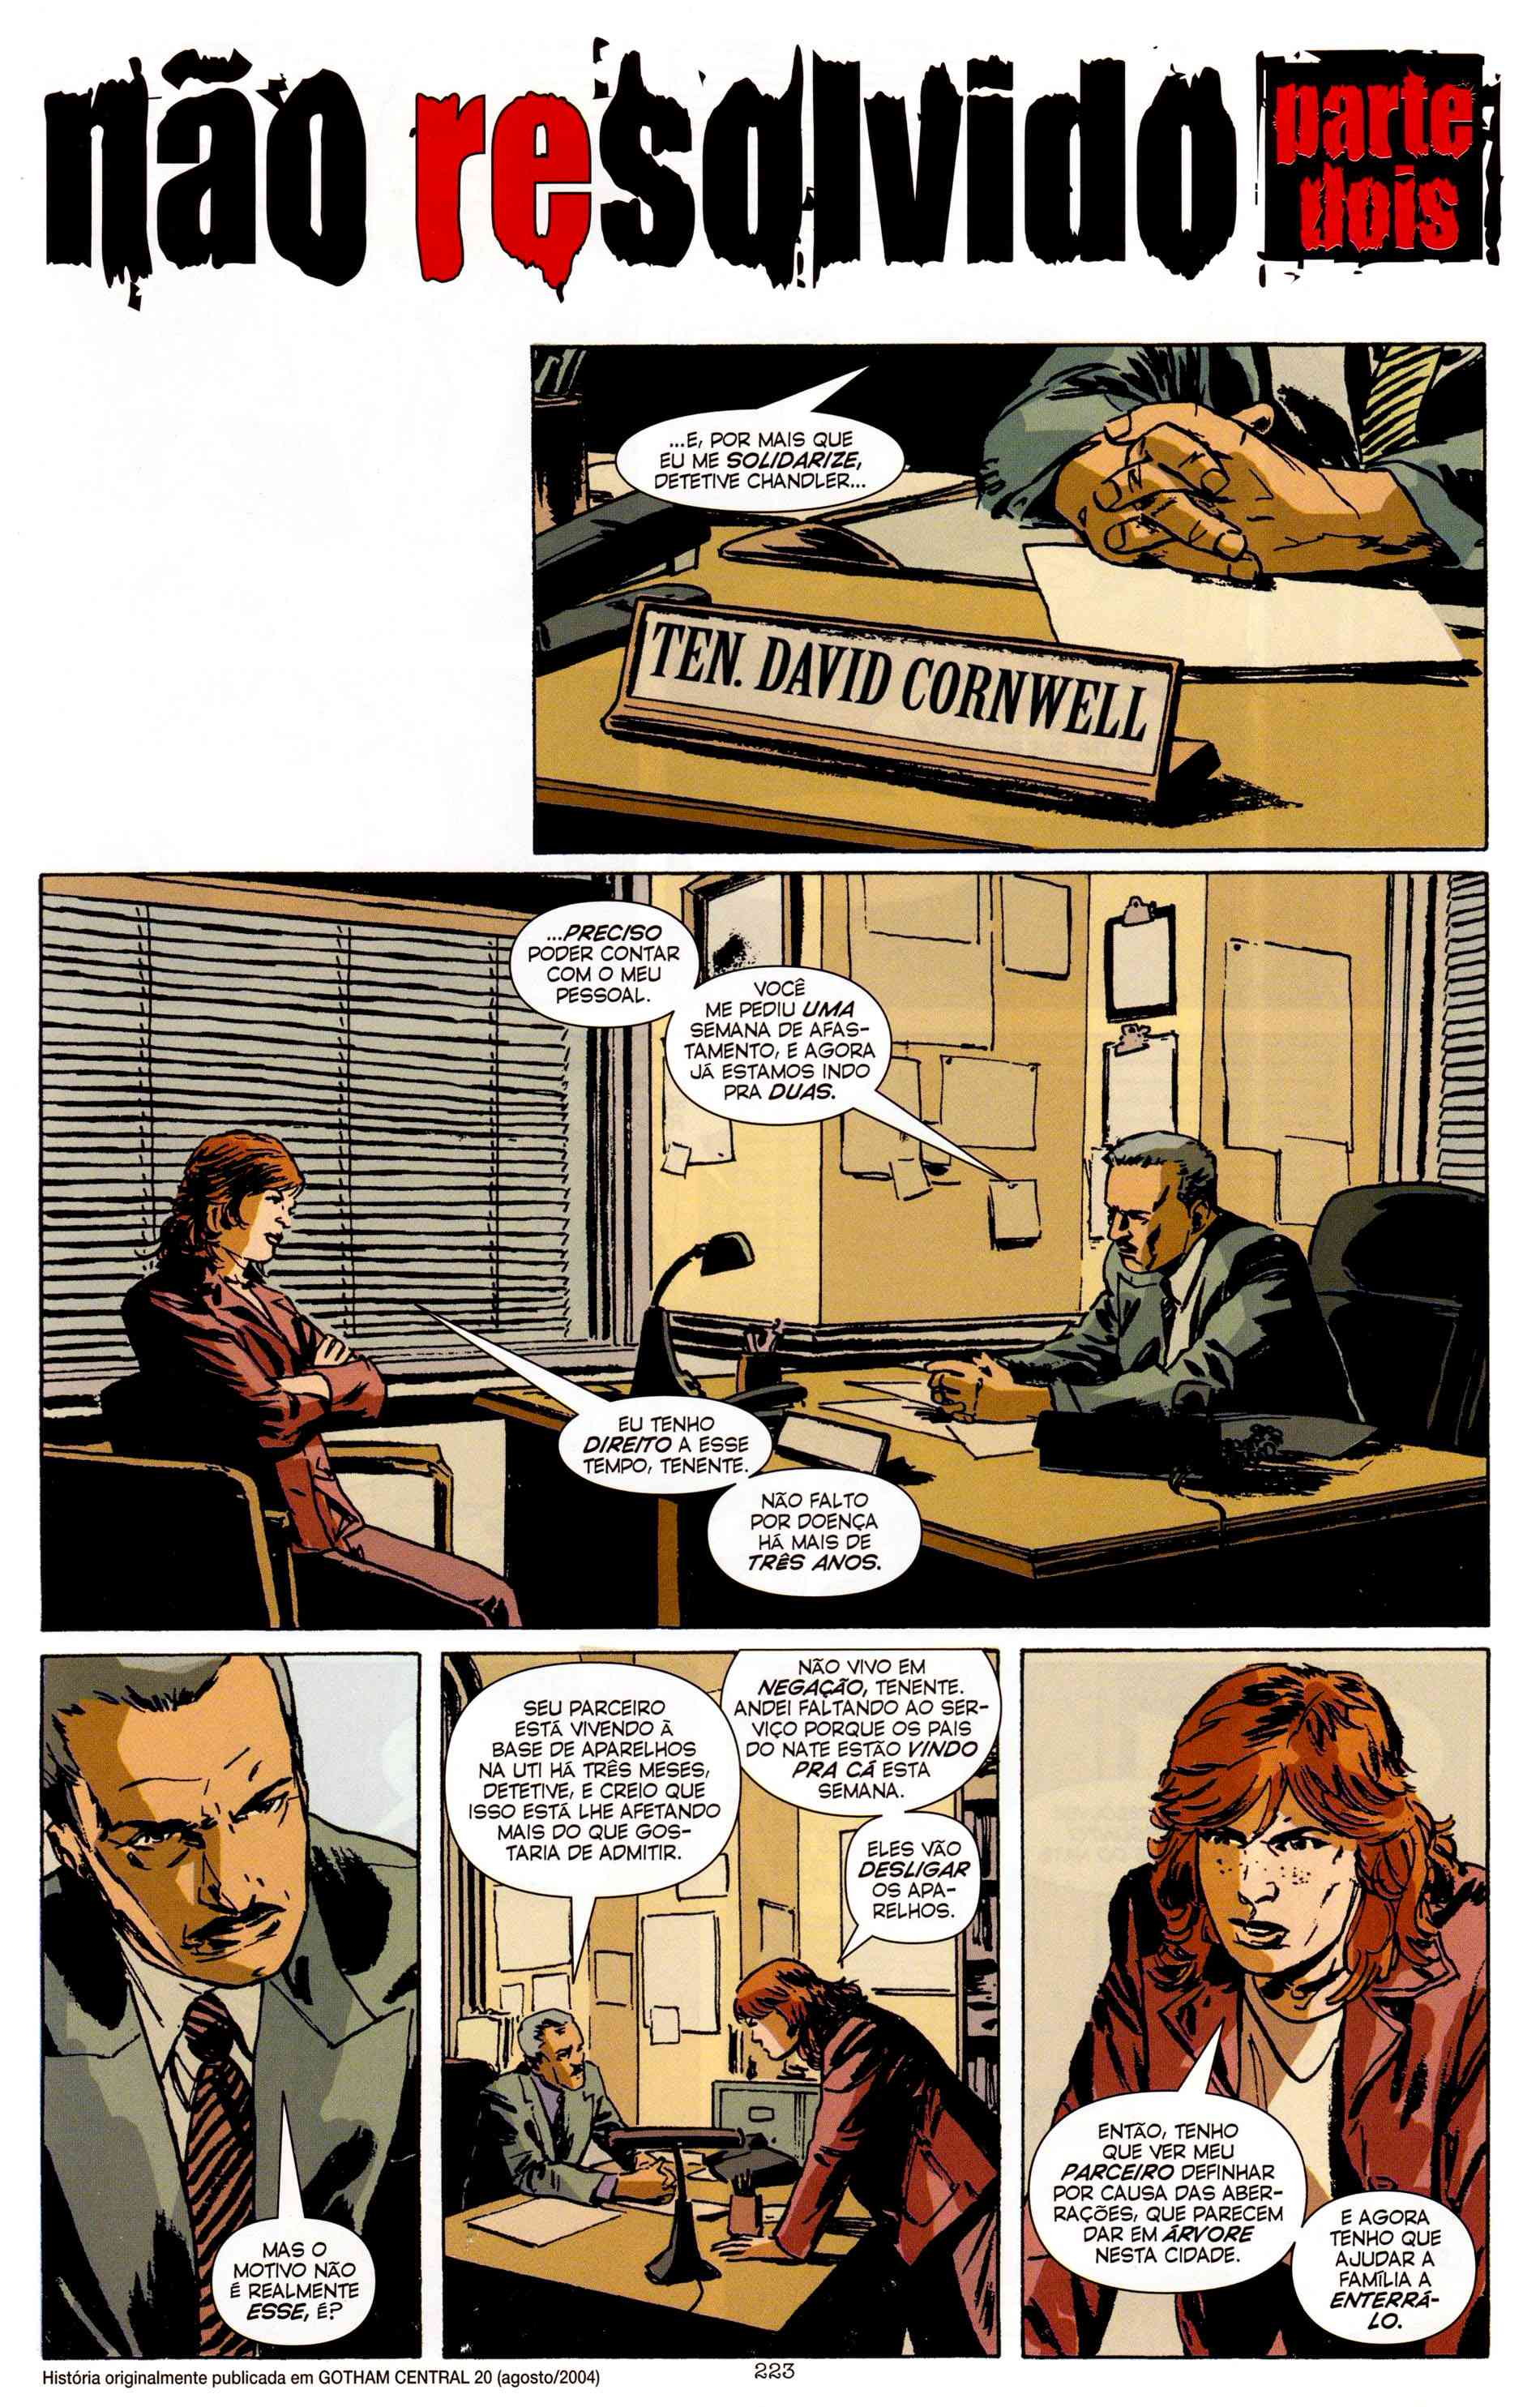 não resolvido
parte
dois
...E, POR MAIS QUE
EU ME SOLIDARIZE,
DETETIVE CHANDLER...
TEN. DAVID CORNWELL
...PRECISO
PODER CONTAR
COM O MEU
PESSOAL.
VOCÊ
ME PEDIU UMA
SEMANA DE AFAS-
TAMENTO, E AGORA
JÁ ESTAMOS INDO
PRA DUAS.
EU TENHO
DIREITO A ESSE
TEMPO, TENENTE.
NÃO FALTO
POR DOENÇA
HÁ MAIS DE
TRÊS ANOS.
MAS O
MOTIVO NÃO
É REALMENTE
ESSE, É?
SEU PARCEIRO
ESTÁ VIVENDO À
BASE DE APARELHOS
NA UTI HÁ TRÊS MESES,
DETETIVE, E CREIO QUE
ISSO ESTÁ LHE AFETANDO
MAIS DO QUE GOS-
TARIA DE ADMITIR.
NÃO VIVO EM
NEGAÇÃO, TENENTE.
ANDEI FALTANDO AO SER-
VIÇO PORQUE OS PAIS
DO NATE ESTÃO VINDO
PRA CÁ ESTA
SEMANA.
ELES VÃO
DESLIGAR
OS APA-
RELHOS.
ENTÃO, TENHO
QUE VER MEU
PARCEIRO DEFINHAR
POR CAUSA DAS ABER-
RAÇÕES, QUE PARECEM
DAR EM ÁRVORE
NESTA CIDADE.
E AGORA
TENHO QUE
AJUDAR A
FAMÍLIA A
ENTERRÁ-
LO.
História originalmente publicada em GOTHAM CENTRAL 20 (agosto/2004)
223